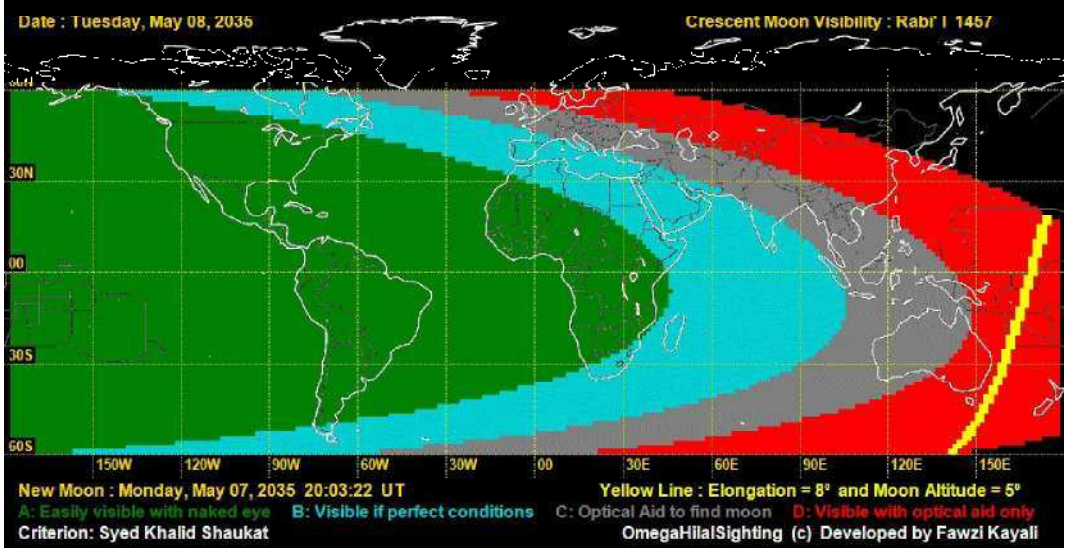 Date : Tuesday, May 08, 2035 Crescent Moon Visibility : Rabi' I 1457
60N
30N
00
30S
60S
150W 120W 90W 60W 30W 00 30E 60E 90E 120E 150E
New Moon : Monday, May 07, 2035 20:03:22 UT Yellow Line : Elongation = 8º and Moon Altitude = 5º
A: Easily visible with naked eye B: Visible if perfect conditions C: Optical Aid to find moon D: Visible with optical aid only
Criterion: Syed Khalid Shaukat OmegaHilalSighting (c) Developed by Fawzi Kayali